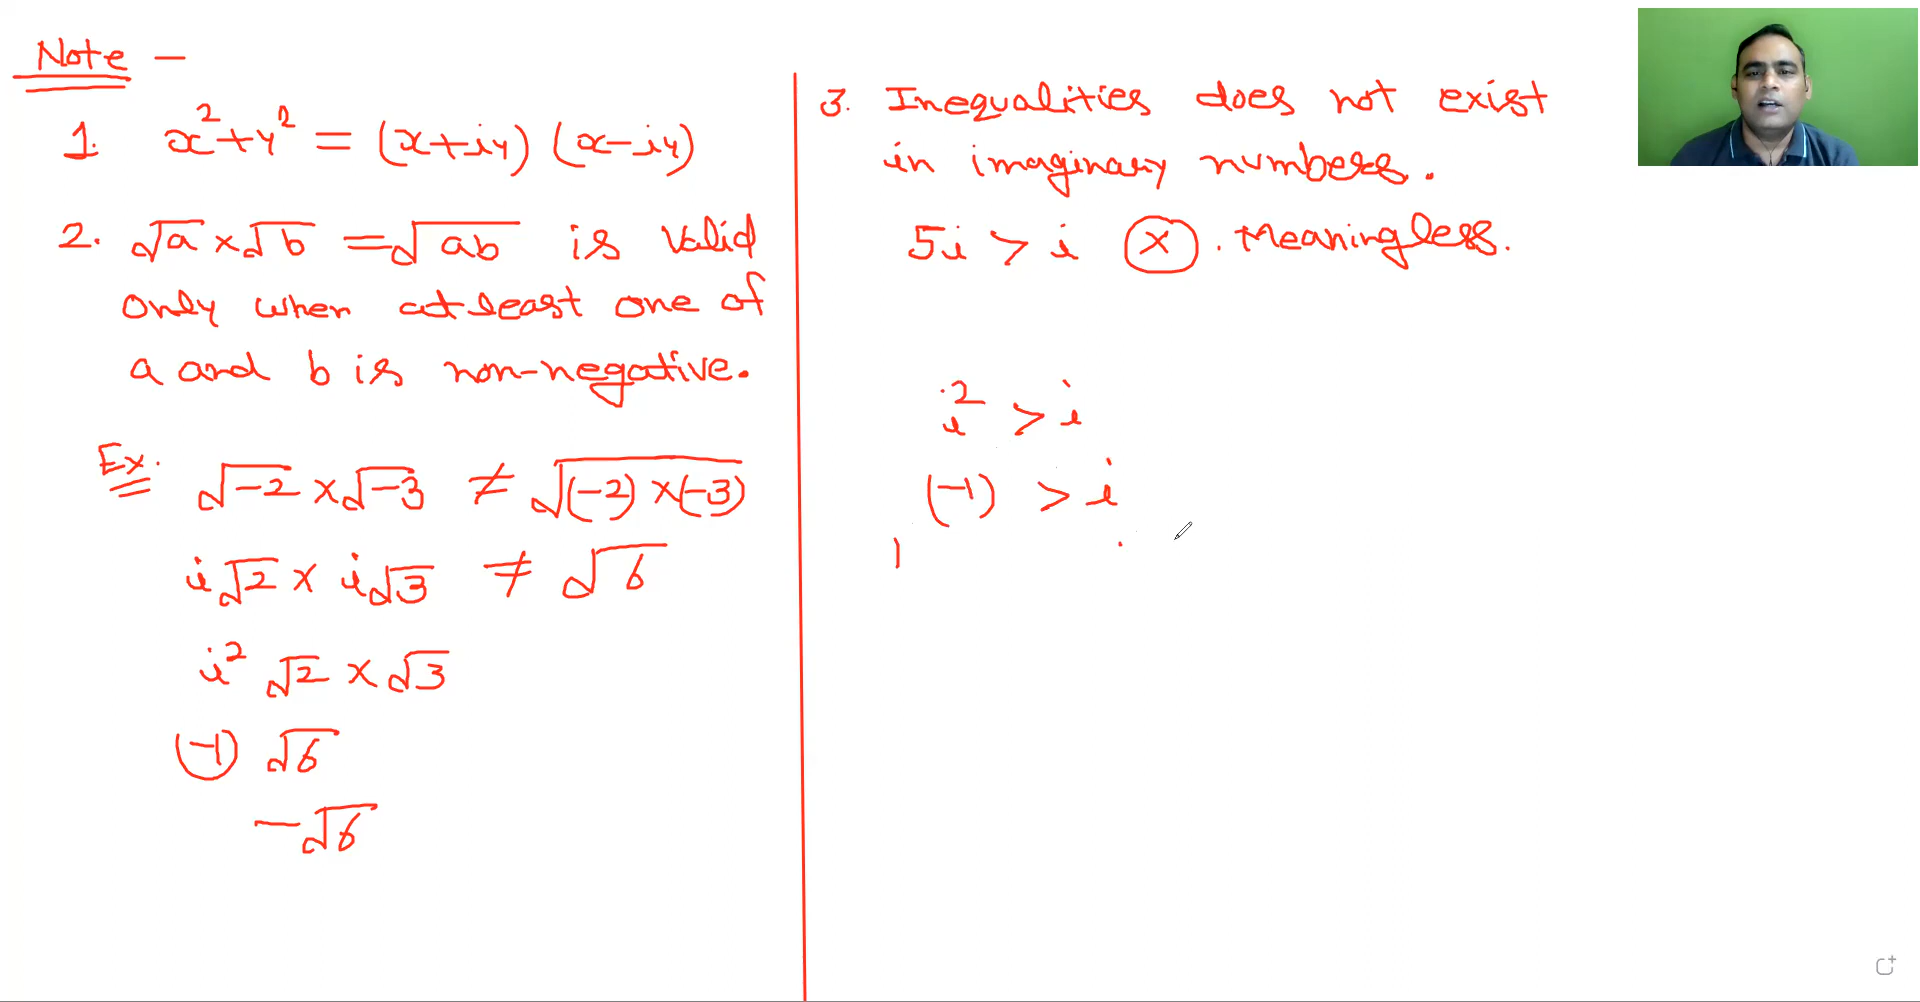 Note –
1. x²+y² = (x+iy) (x-iy)
2. √a × √b = √ab is valid
only when atleast one of
a and b is non-negative.
Ex.
√-2 × √-3 ≠ √(-2) × (-3)
i√2 × i√3 ≠ √6
i² √2 × √3
(-1) √6
-√6
3. Inequalities does not exist
in imaginary numbers.
5i > i (×). Meaningless.
i² > i
(-1) > i
1 .